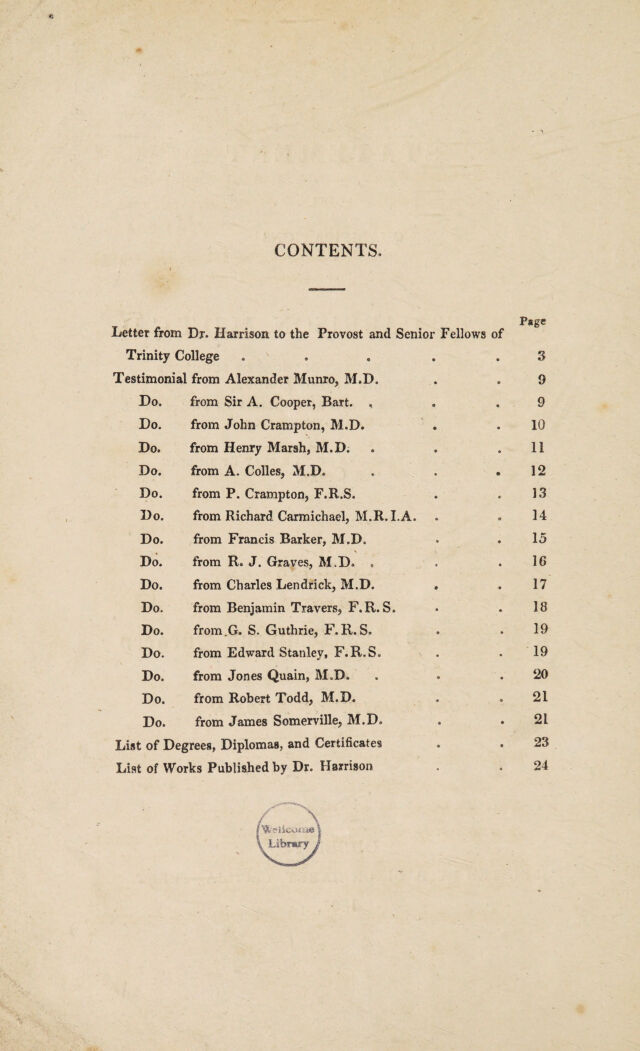 CONTENTS.
Page
Letter from Dr. Harrison to the Provost and Senior Fellows of
Trinity College . . . . . 3
Testimonial from Alexander Munro, M.D. . . 9
Do. from Sir A. Cooper, Bart. . . . 9
Do. from John Crampton, M.D. . . 10
Do. from Henry Marsh, M.D. . . . 11
Do. from A. Colles, M.D. . . . 12
Do. from P. Crampton, F.R.S. . . 13
Do. from Richard Carmichael, M.R.I.A. . . 14
Do. from Francis Barker, M.D. . . 15
Do. from R. J. Graves, M.D. . . . 16
Do. from Charles Lendrick, M.D. . . 17
Do. from Benjamin Travers, F.R.S. . . 18
Do. from G. S. Guthrie, F.R.S. . . 19
Do. from Edward Stanley, F.R.S. . . 19
Do. from Jones Quain, M.D. . . . 20
Do. from Robert Todd, M.D. . . 21
Do. from James Somerville, M.D. . . 21
List of Degrees, Diplomas, and Certificates . . 23
List of Works Published by Dr. Harrison . . 24
Wellcome
Library